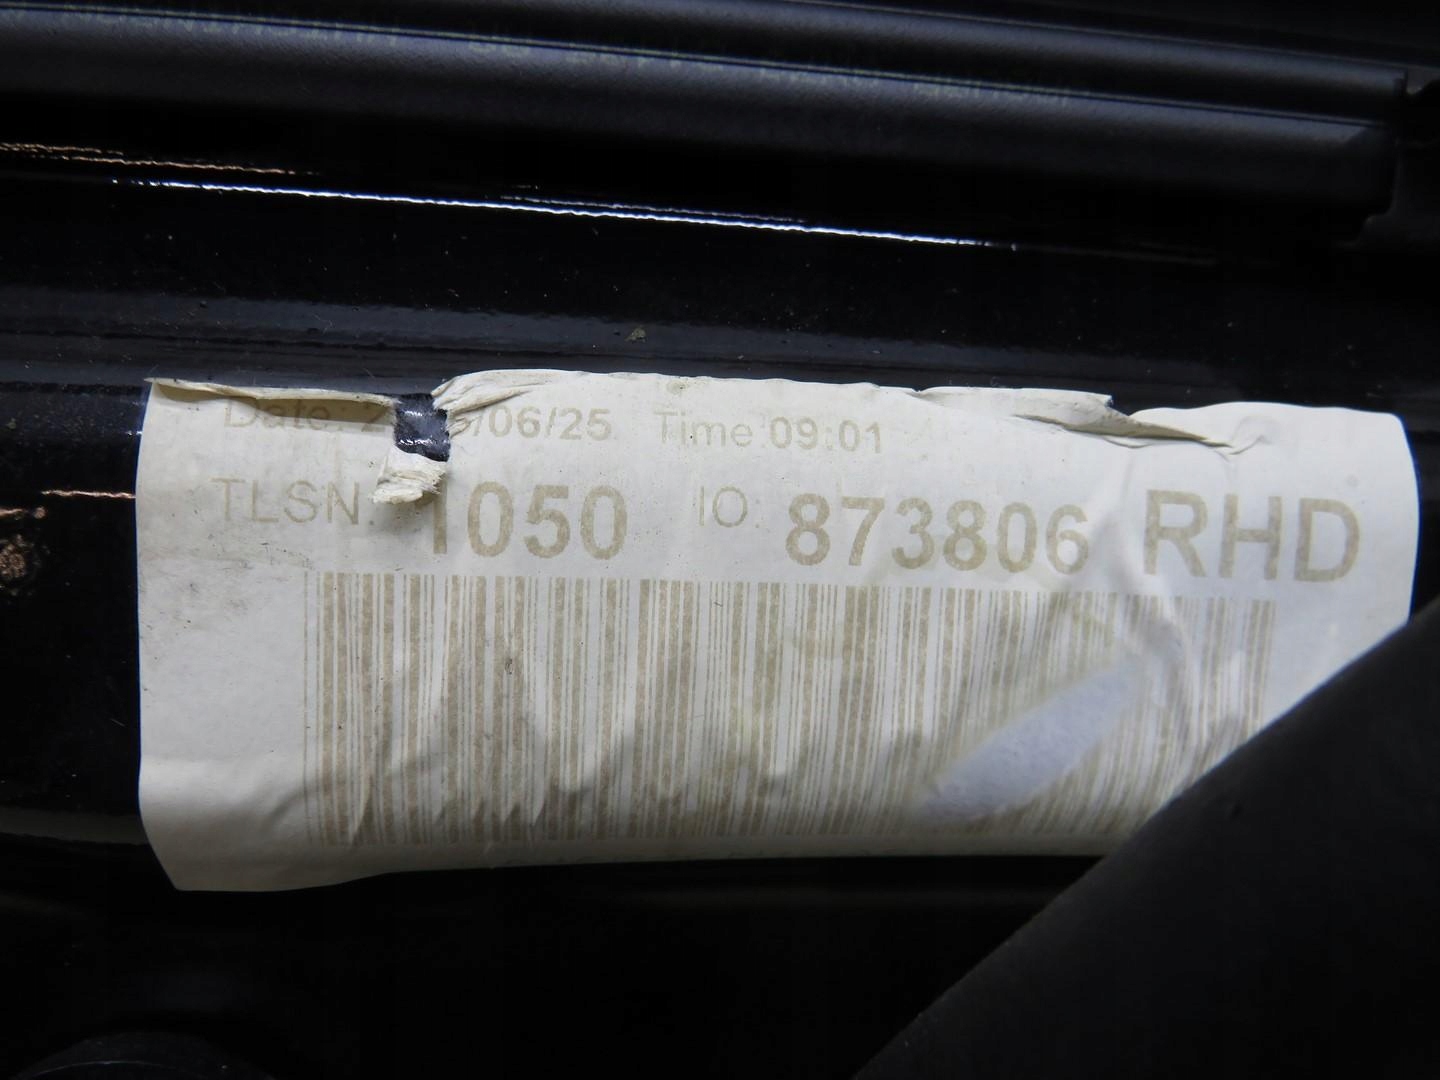 Date: 2 /06/25 Time 09:01
TLSN: 1050 IO: 873806 RHD